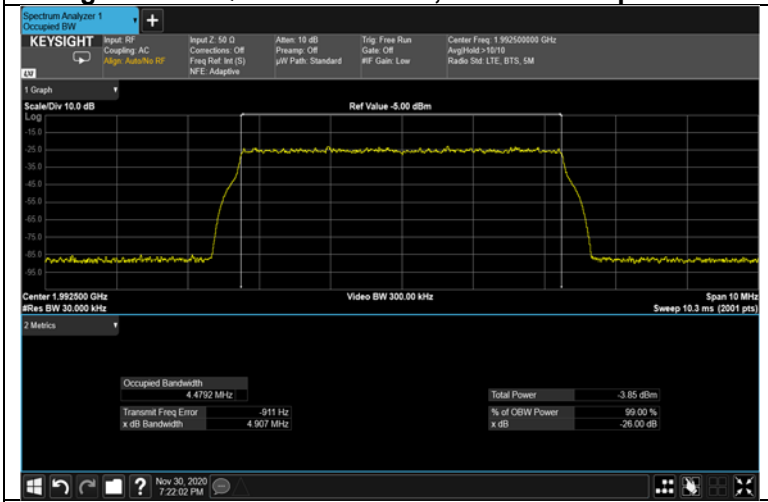 Spectrum Analyzer 1
Occupied BW
KEYSIGHT
Input: RF
Coupling: AC
Align: Auto/No RF
Input Z: 50 Ω
Corrections: Off
Freq Ref: Int (S)
NFE: Adaptive
Atten: 10 dB
Preamp: Off
µW Path: Standard
Trig: Free Run
Gate: Off
#IF Gain: Low
Center Freq: 1.992500000 GHz
Avg|Hold:>10/10
Radio Std: LTE, BTS, 5M
LXI
1 Graph
Scale/Div 10.0 dB
Ref Value -5.00 dBm
Log
-15.0
-25.0
-35.0
-45.0
-55.0
-65.0
-75.0
-85.0
-95.0
Center 1.992500 GHz
Video BW 300.00 kHz
Span 10 MHz
#Res BW 30.000 kHz
Sweep 10.3 ms (2001 pts)
2 Metrics
Occupied Bandwidth
4.4792 MHz
Total Power -3.85 dBm
Transmit Freq Error -911 Hz
% of OBW Power 99.00 %
x dB Bandwidth 4.907 MHz
x dB -26.00 dB
?
Nov 30, 2020
7:22:02 PM